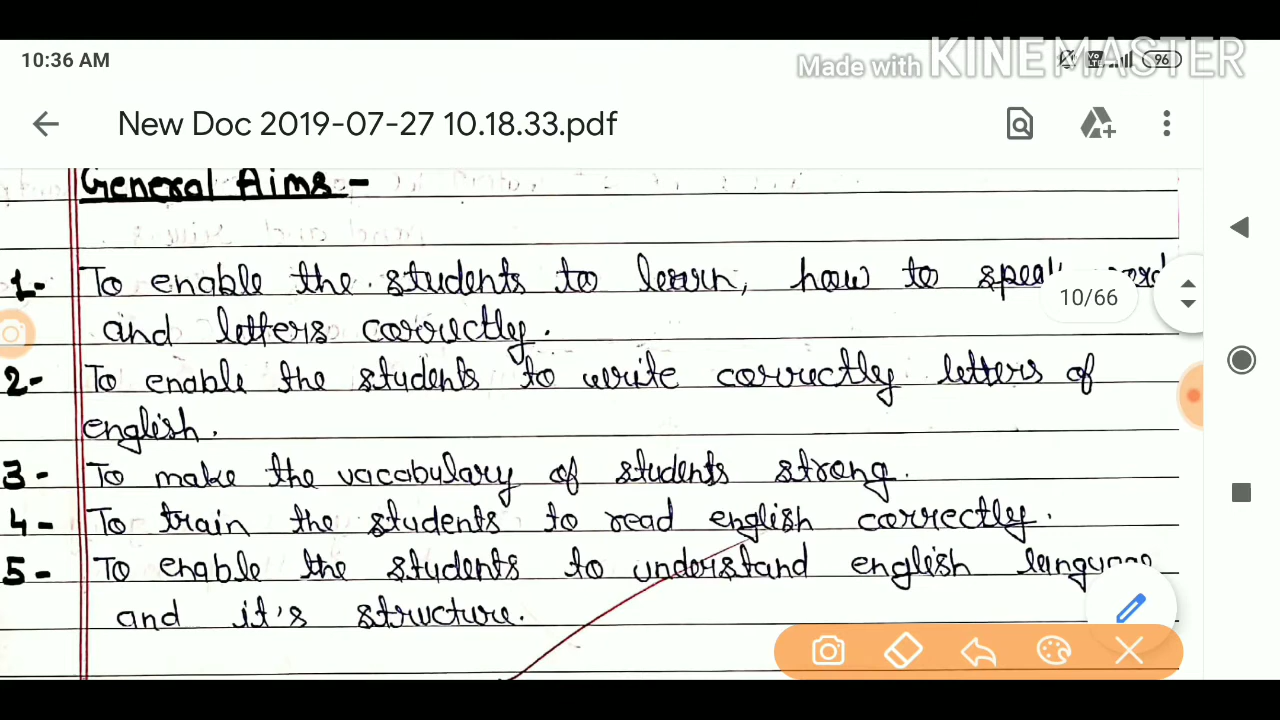 10:36 AM
Made with KINEMASTER
96
New Doc 2019-07-27 10.18.33.pdf
General Aims -
1- To enable the students to learn, how to speak
10/66
and letters correctly.
2- To enable the students to write correctly letters of
english.
3- To make the vacabulary of students strong.
4- To train the students to read english correctly.
5- To enable the students to understand english language
and it's structure.